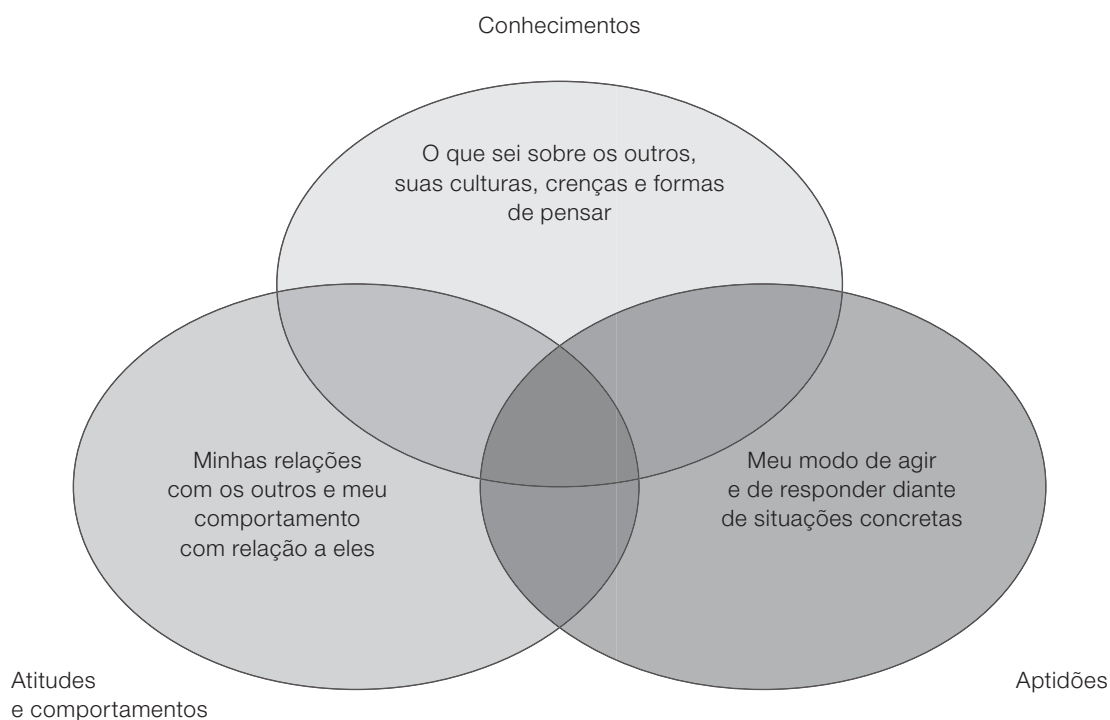 Conhecimentos
O que sei sobre os outros,
suas culturas, crenças e formas
de pensar
Minhas relações
com os outros e meu
comportamento
com relação a eles
Meu modo de agir
e de responder diante
de situações concretas
Atitudes
e comportamentos
Aptidões